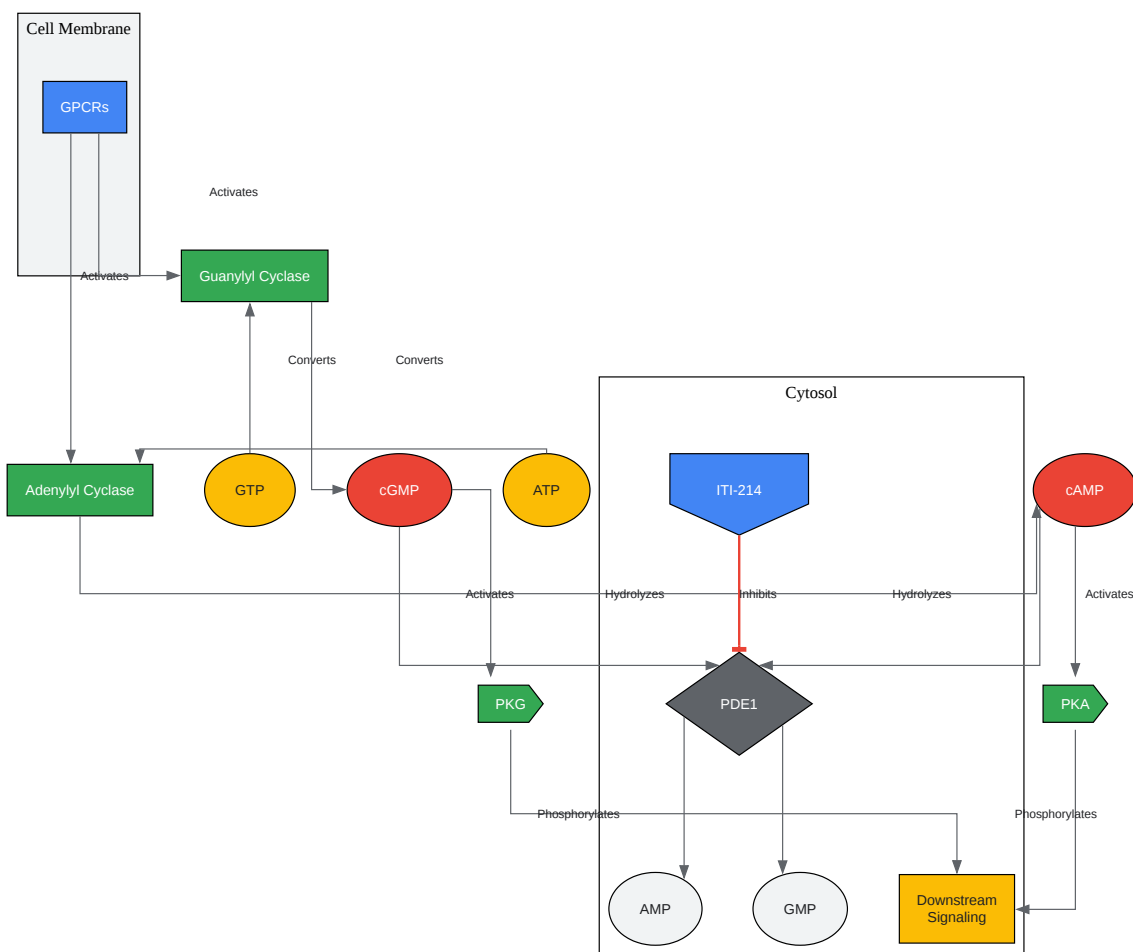 Cell Membrane
GPCRs
Activates
Activates
Guanylyl Cyclase
Converts
Converts
Cytosol
Adenylyl Cyclase
GTP
cGMP
ATP
ITI-214
cAMP
Activates
Hydrolyzes
Inhibits
Hydrolyzes
Activates
PKG
PDE1
PKA
Phosphorylates
Phosphorylates
AMP
GMP
Downstream
Signaling